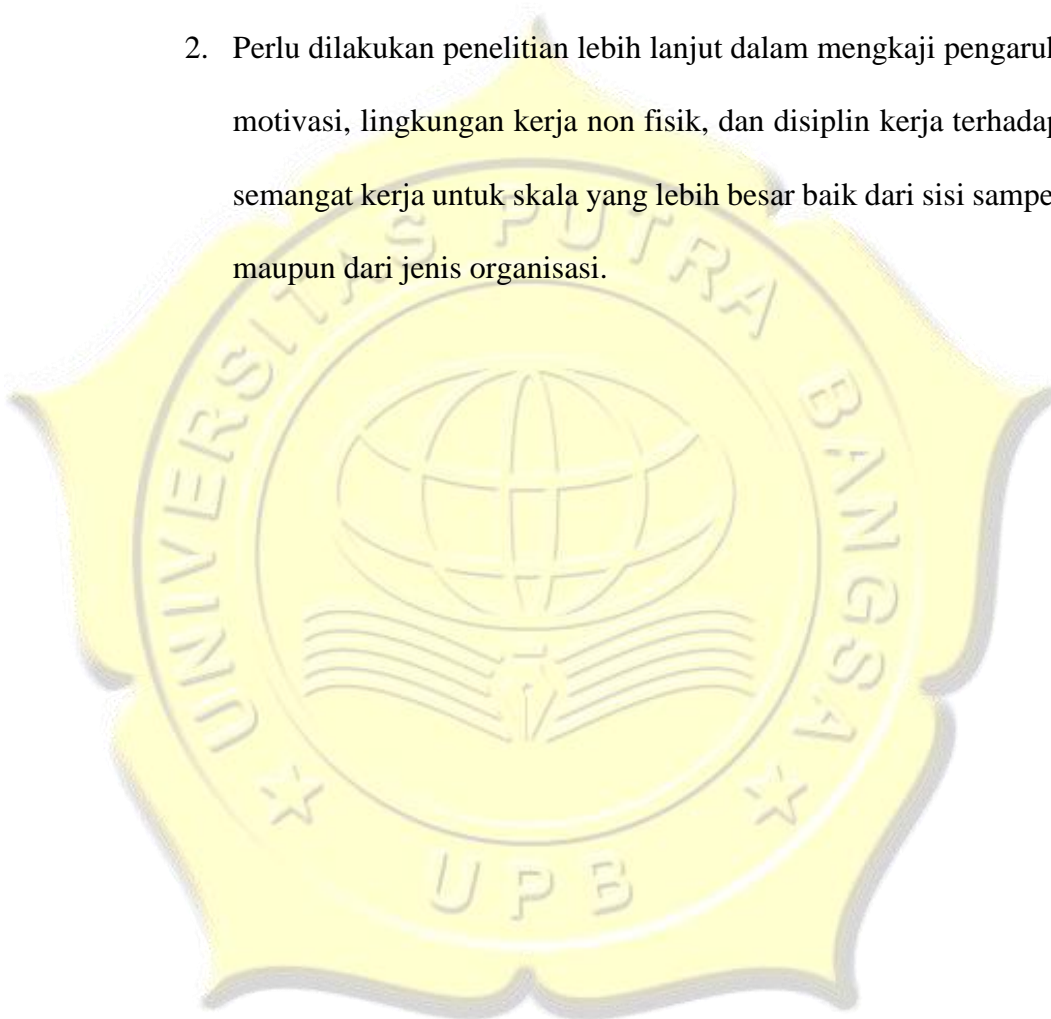 2. Perlu dilakukan penelitian lebih lanjut dalam mengkaji pengaruh
motivasi, lingkungan kerja non fisik, dan disiplin kerja terhadap
semangat kerja untuk skala yang lebih besar baik dari sisi sampe
maupun dari jenis organisasi.
UNIVERSITAS PUTRA BANGSA
UPB